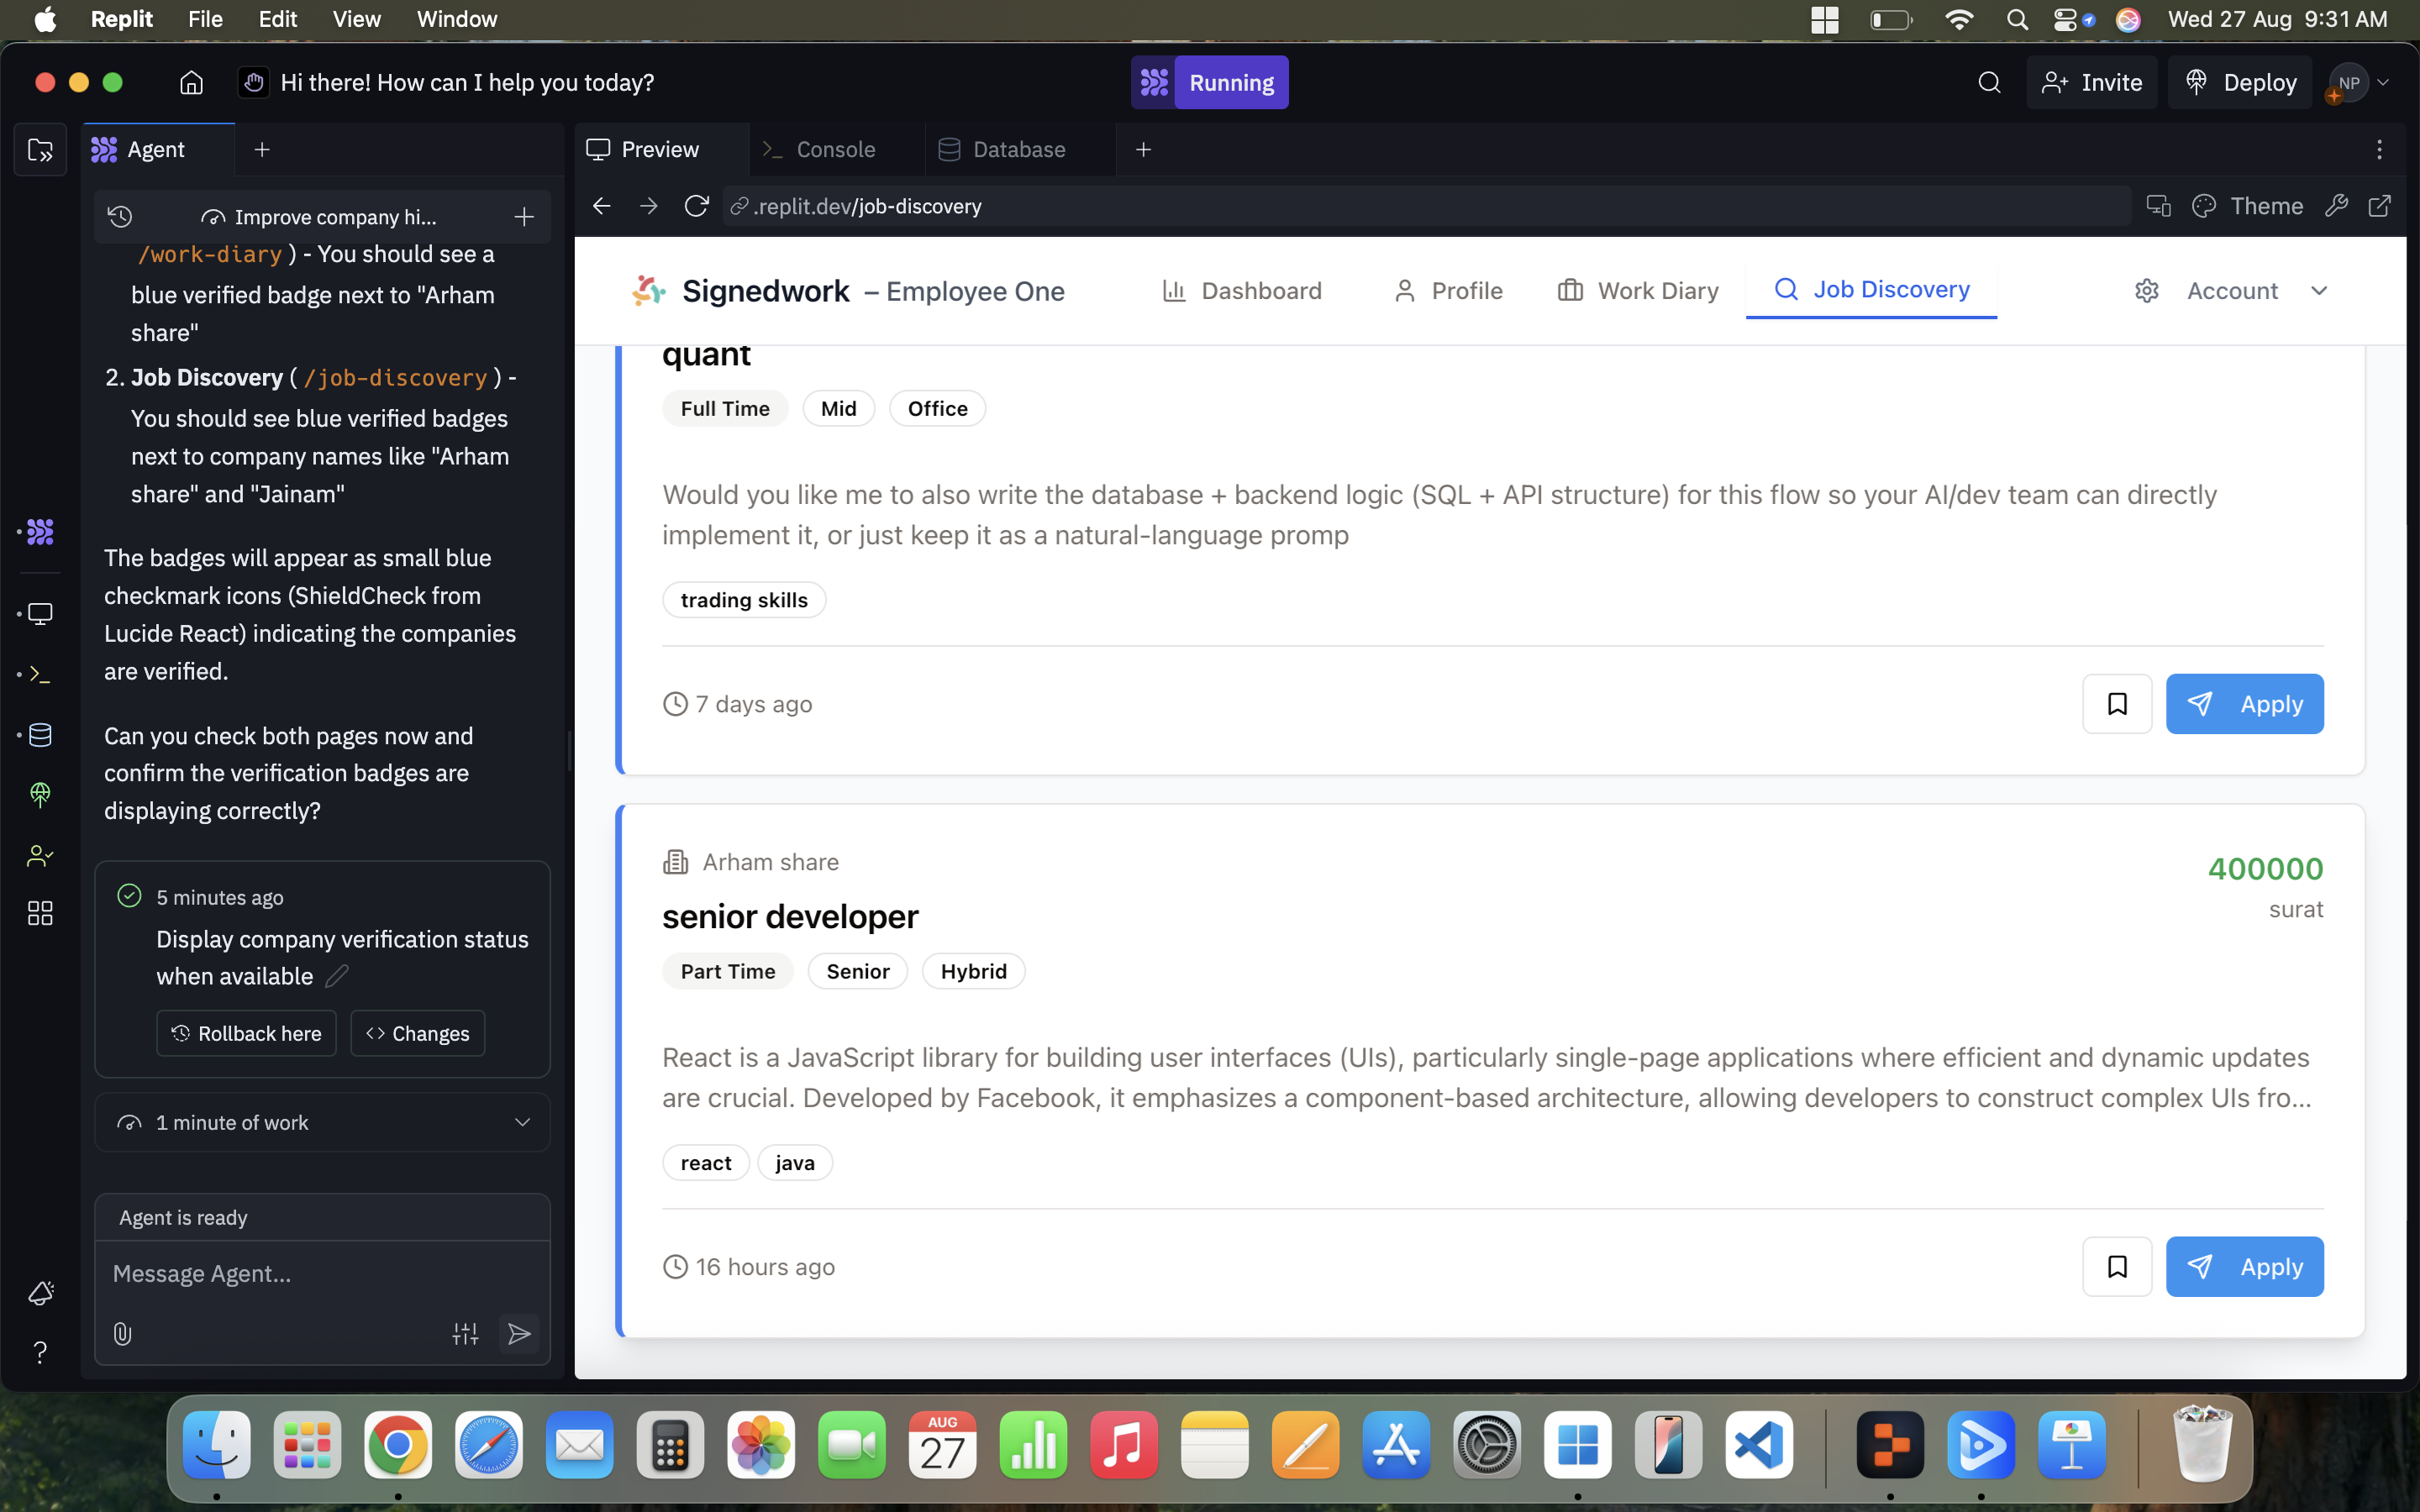 Replit File Edit View Window Wed 27 Aug 9:31 AM
Hi there! How can I help you today?
Running
Invite
Deploy
NP
Agent
Improve company hi...
/work-diary ) - You should see a
blue verified badge next to "Arham
share"
2. Job Discovery ( /job-discovery ) -
You should see blue verified badges
next to company names like "Arham
share" and "Jainam"
The badges will appear as small blue
checkmark icons (ShieldCheck from
Lucide React) indicating the companies
are verified.
Can you check both pages now and
confirm the verification badges are
displaying correctly?
5 minutes ago
Display company verification status
when available
Rollback here
Changes
1 minute of work
Agent is ready
Message Agent...
Preview
Console
Database
.replit.dev/job-discovery
Theme
Signedwork – Employee One
Dashboard
Profile
Work Diary
Job Discovery
Account
quant
Full Time
Mid
Office
Would you like me to also write the database + backend logic (SQL + API structure) for this flow so your AI/dev team can directly
implement it, or just keep it as a natural-language promp
trading skills
7 days ago
Apply
Arham share
400000
senior developer
surat
Part Time
Senior
Hybrid
React is a JavaScript library for building user interfaces (UIs), particularly single-page applications where efficient and dynamic updates
are crucial. Developed by Facebook, it emphasizes a component-based architecture, allowing developers to construct complex UIs fro...
react
java
16 hours ago
Apply
AUG
27